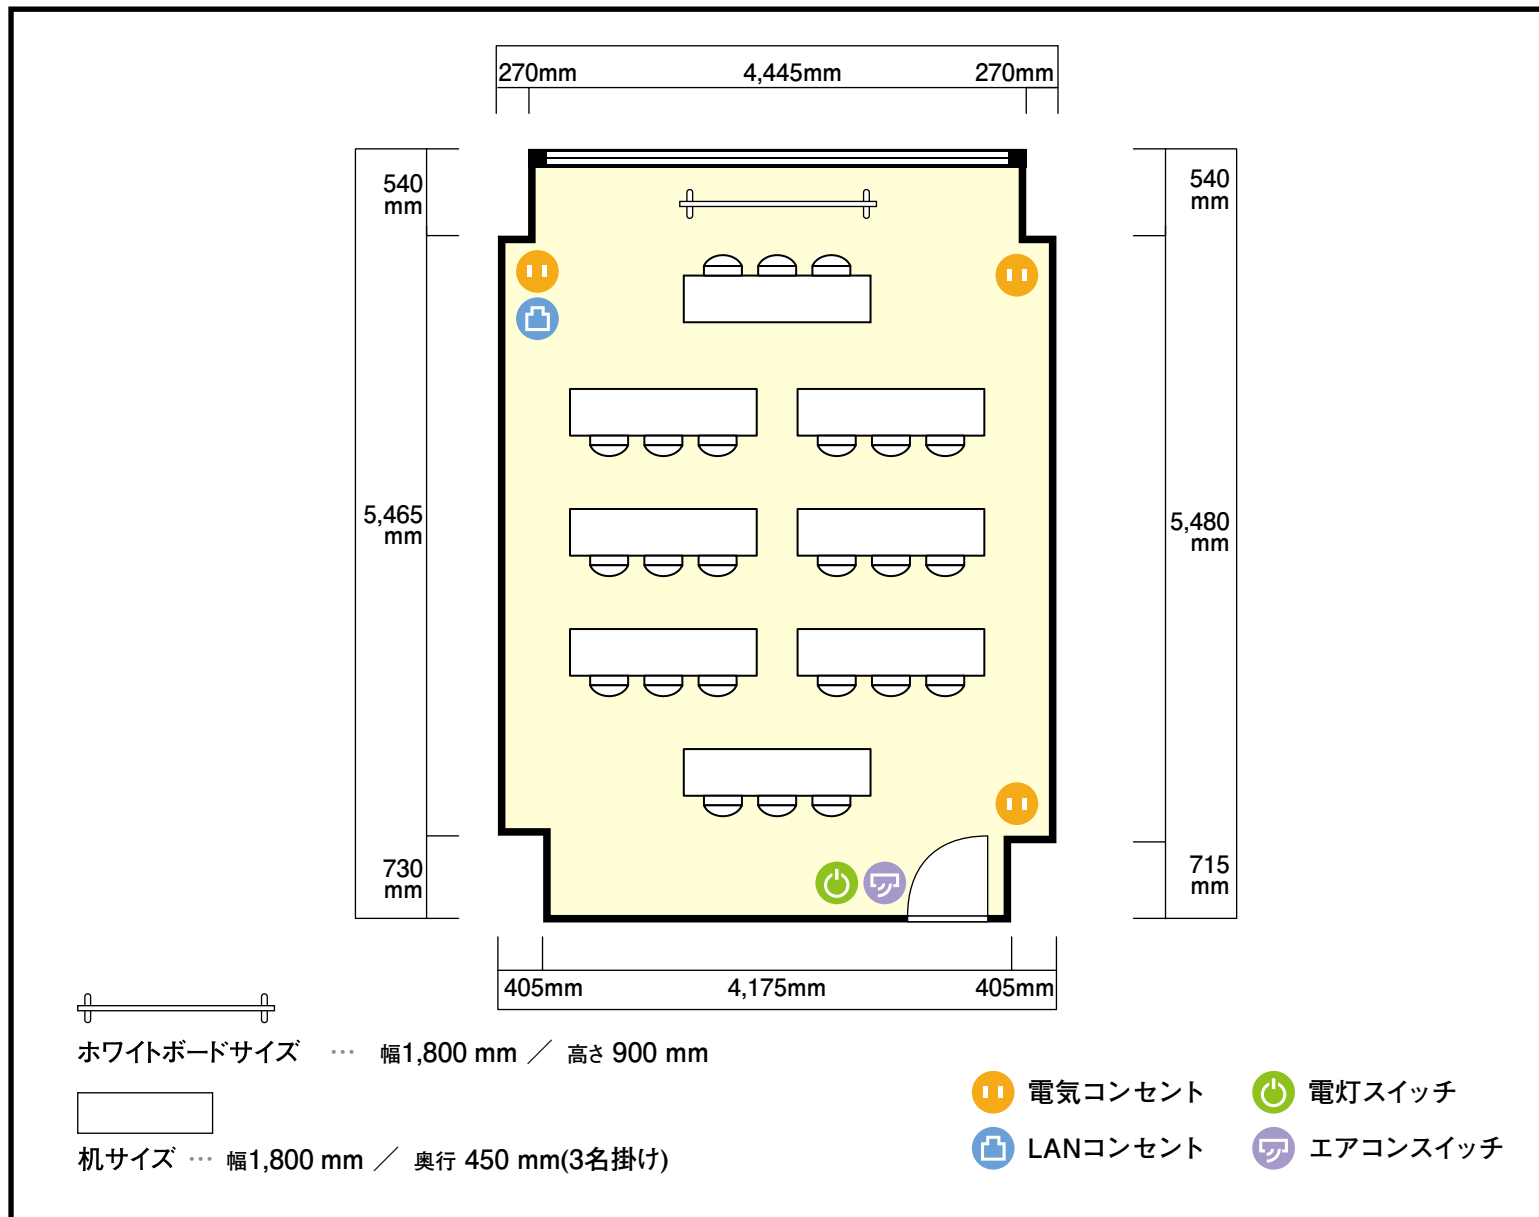 270mm 4,445mm 270mm
540
mm
540
mm
5,465
mm
5,480
mm
730
mm
715
mm
405mm 4,175mm 405mm
ホワイトボードサイズ … 幅1,800 mm ／ 高さ 900 mm
机サイズ … 幅1,800 mm ／ 奥行 450 mm(3名掛け)
電気コンセント 電灯スイッチ
LANコンセント エアコンスイッチ